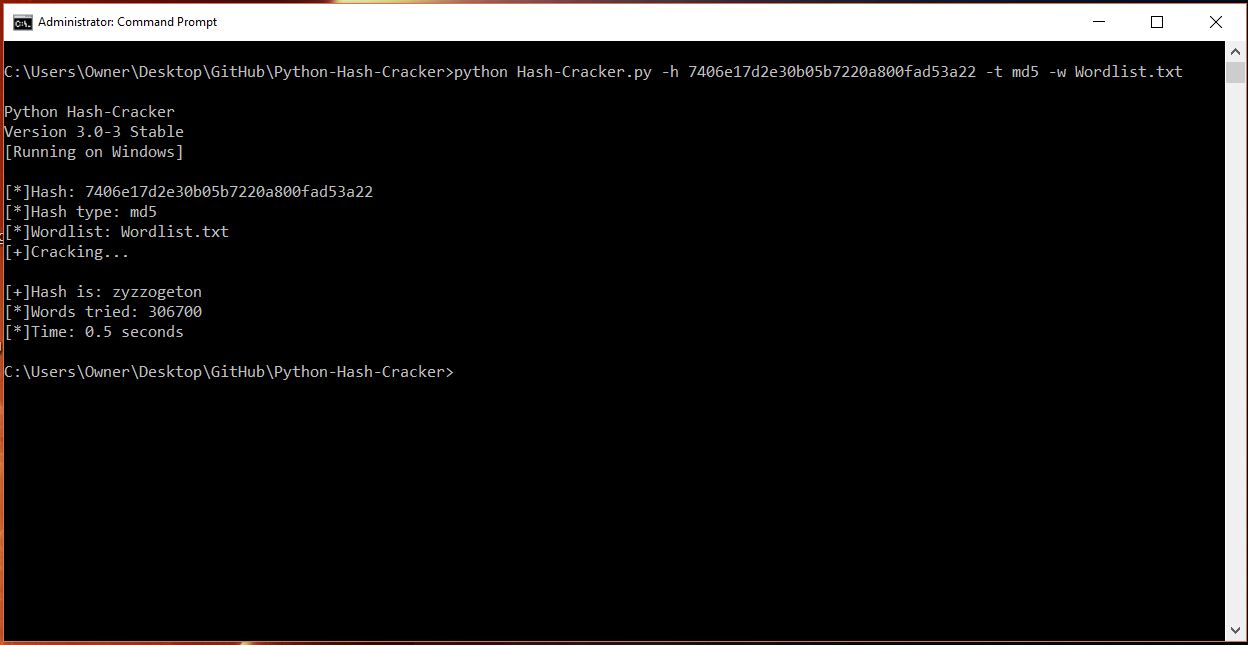 Administrator: Command Prompt
C:\Users\Owner\Desktop\GitHub\Python-Hash-Cracker>python Hash-Cracker.py -h 7406e17d2e30b05b7220a800fad53a22 -t md5 -w Wordlist.txt
Python Hash-Cracker
Version 3.0-3 Stable
[Running on Windows]
[*]Hash: 7406e17d2e30b05b7220a800fad53a22
[*]Hash type: md5
[*]Wordlist: Wordlist.txt
[+]Cracking...
[+]Hash is: zyzzogeton
[*]Words tried: 306700
[*]Time: 0.5 seconds
C:\Users\Owner\Desktop\GitHub\Python-Hash-Cracker>